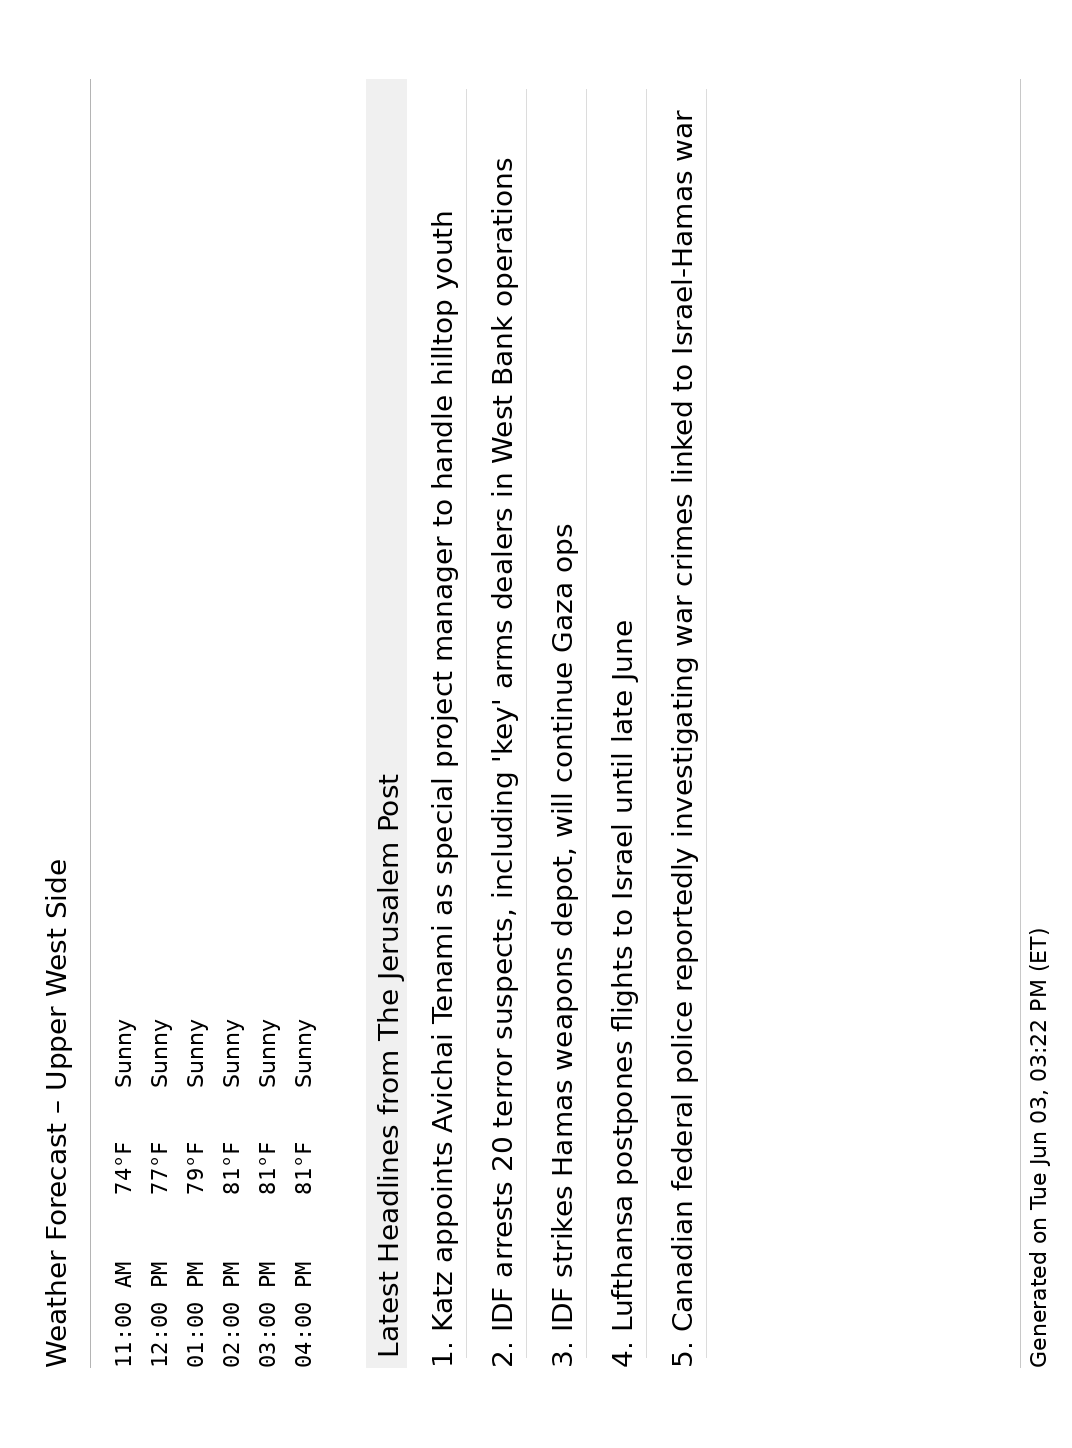 Weather Forecast – Upper West Side
11:00 AM 74°F Sunny
12:00 PM 77°F Sunny
01:00 PM 79°F Sunny
02:00 PM 81°F Sunny
03:00 PM 81°F Sunny
04:00 PM 81°F Sunny
Latest Headlines from The Jerusalem Post
1. Katz appoints Avichai Tenami as special project manager to handle hilltop youth
2. IDF arrests 20 terror suspects, including 'key' arms dealers in West Bank operations
3. IDF strikes Hamas weapons depot, will continue Gaza ops
4. Lufthansa postpones flights to Israel until late June
5. Canadian federal police reportedly investigating war crimes linked to Israel-Hamas war
Generated on Tue Jun 03, 03:22 PM (ET)